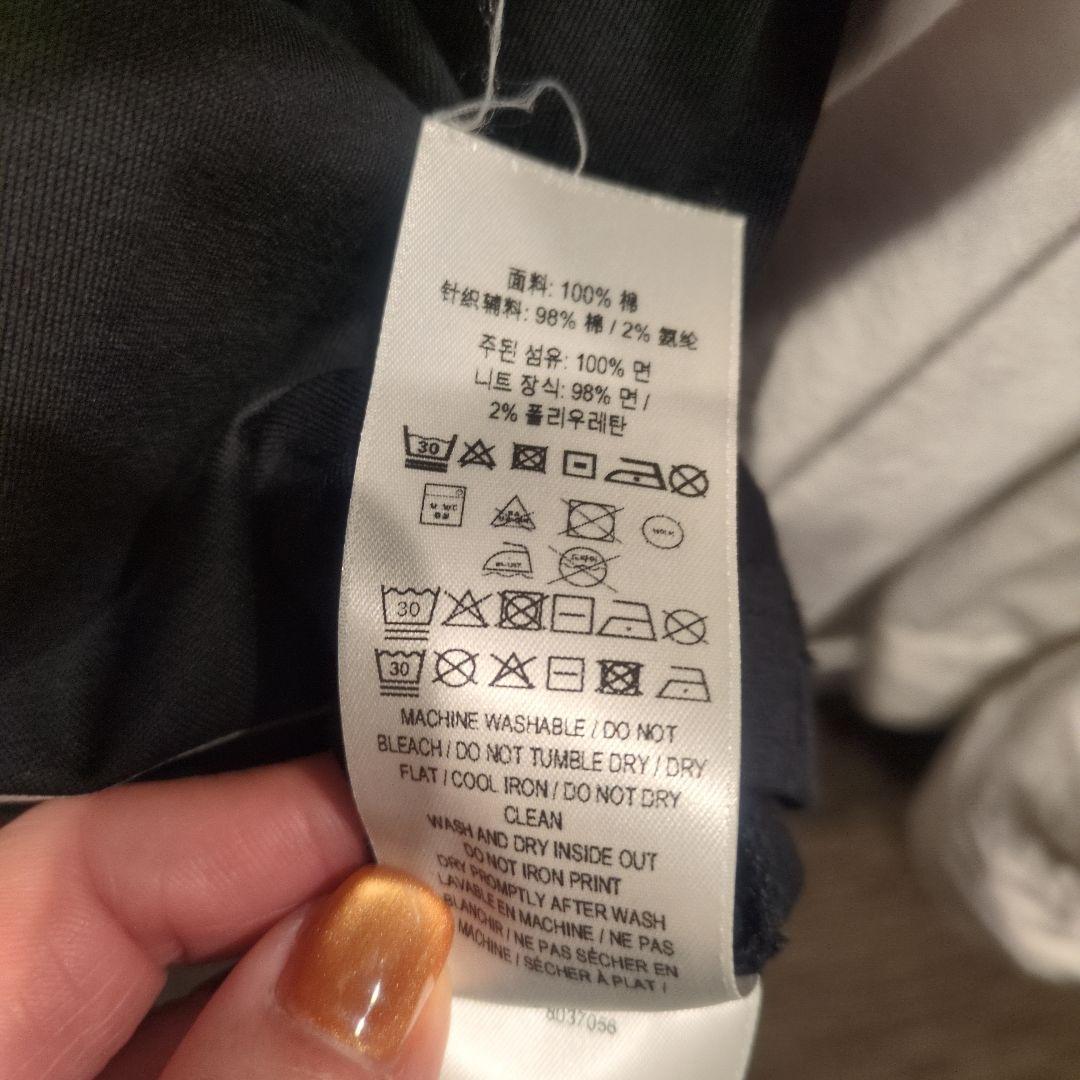 面料: 100% 棉
针织辅料: 98% 棉 / 2% 氨纶
주된 섬유: 100% 면
니트 장식: 98% 면 /
2% 폴리우레탄
30
30
30
MACHINE WASHABLE / DO NOT
BLEACH / DO NOT TUMBLE DRY / DRY
FLAT / COOL IRON / DO NOT DRY
CLEAN
WASH AND DRY INSIDE OUT
DO NOT IRON PRINT
DRY PROMPTLY AFTER WASH
LAVABLE EN MACHINE / NE PAS
BLANCHIR / NE PAS SÉCHER EN
MACHINE / SÉCHER À PLAT /
8037056